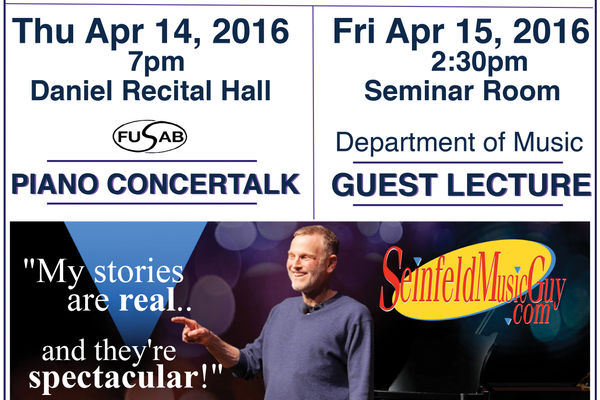 Thu Apr 14, 2016
7pm
Daniel Recital Hall
FUSAB
PIANO CONCERTALK
Fri Apr 15, 2016
2:30pm
Seminar Room
Department of Music
GUEST LECTURE
"My stories
are real..
and they're
spectacular!"
SeinfeldMusicGuy
.com